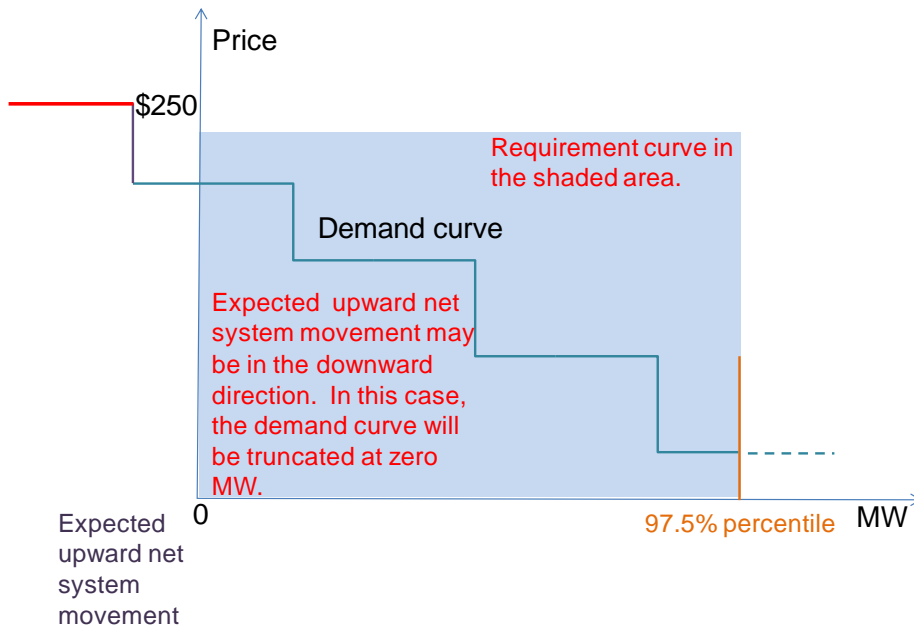 Price
$250
Requirement curve in
the shaded area.
Demand curve
Expected upward net
system movement may
be in the downward
direction. In this case,
the demand curve will
be truncated at zero
MW.
0
97.5% percentile
MW
Expected
upward net
system
movement